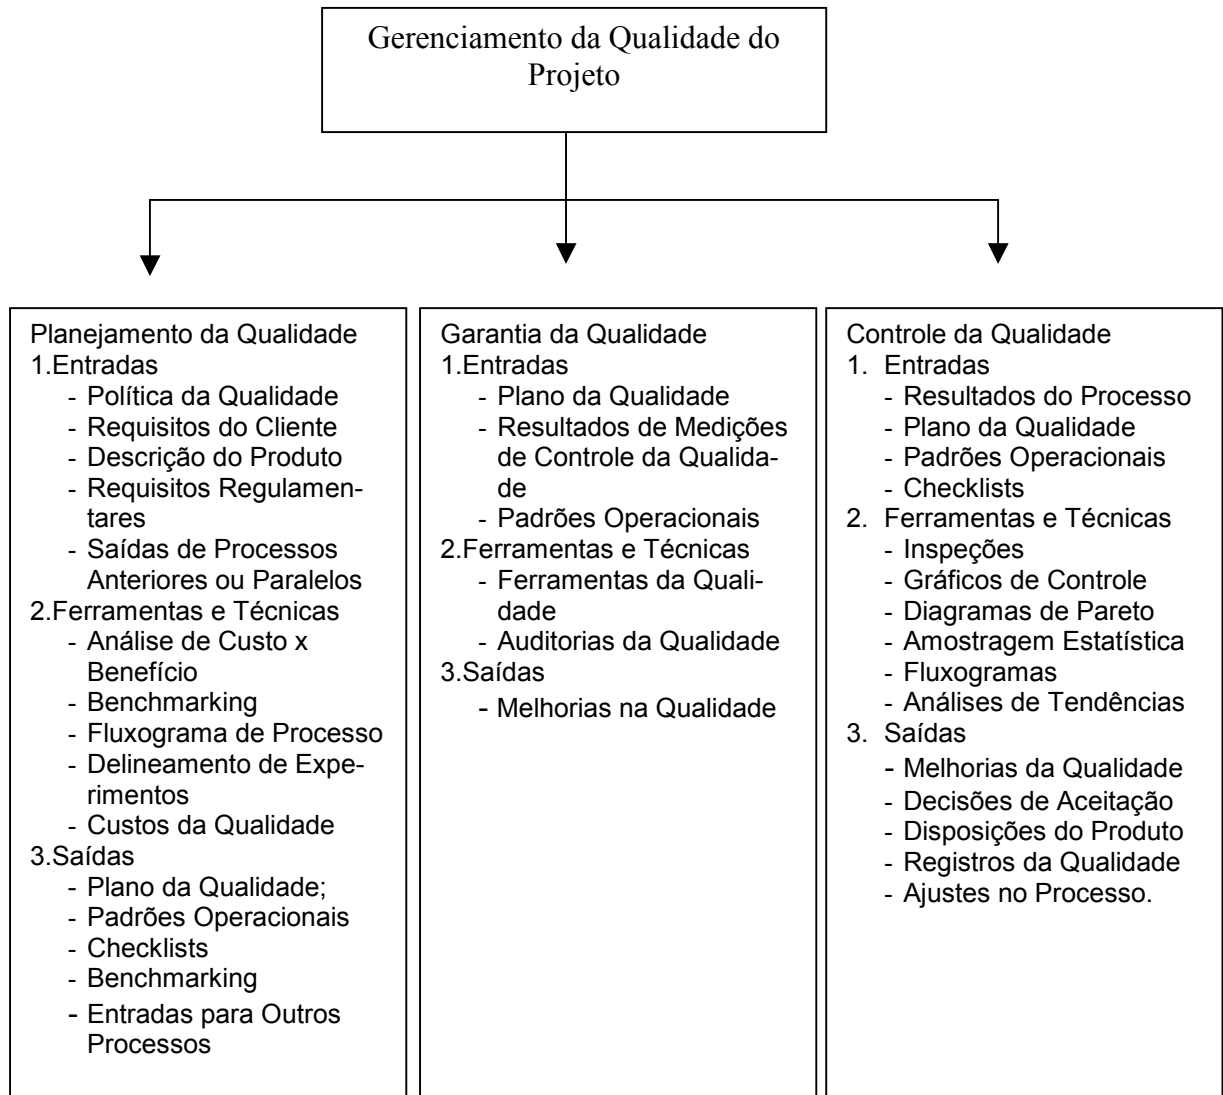 Gerenciamento da Qualidade do
Projeto
Planejamento da Qualidade
1.Entradas
- Política da Qualidade
- Requisitos do Cliente
- Descrição do Produto
- Requisitos Regulamen-
tares
- Saídas de Processos
Anteriores ou Paralelos
2.Ferramentas e Técnicas
- Análise de Custo x
Benefício
- Benchmarking
- Fluxograma de Processo
- Delineamento de Expe-
rimentos
- Custos da Qualidade
3.Saídas
- Plano da Qualidade;
- Padrões Operacionais
- Checklists
- Benchmarking
- Entradas para Outros
Processos
Garantia da Qualidade
1.Entradas
- Plano da Qualidade
- Resultados de Medições
de Controle da Qualida-
de
- Padrões Operacionais
2.Ferramentas e Técnicas
- Ferramentas da Quali-
dade
- Auditorias da Qualidade
3.Saídas
- Melhorias na Qualidade
Controle da Qualidade
1. Entradas
- Resultados do Processo
- Plano da Qualidade
- Padrões Operacionais
- Checklists
2. Ferramentas e Técnicas
- Inspeções
- Gráficos de Controle
- Diagramas de Pareto
- Amostragem Estatística
- Fluxogramas
- Análises de Tendências
3. Saídas
- Melhorias da Qualidade
- Decisões de Aceitação
- Disposições do Produto
- Registros da Qualidade
- Ajustes no Processo.